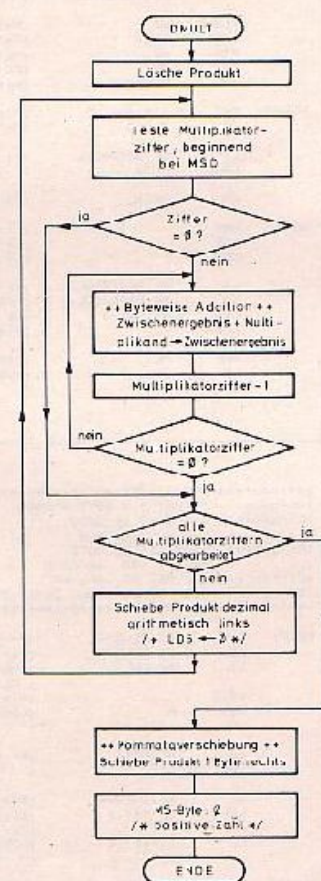 DMULT
Lösche Produkt
Teste Multiplikator-
ziffer, beginnend
bei MSD
ja
Ziffer
= Ø ?
nein
++ Byteweise Addition ++
Zwischenergebnis + Multi-
plikand → Zwischenergebnis
Multiplikatorziffer - 1
nein
Multiplikatorziffer
= Ø ?
ja
alle
Multiplikatorziffern
abgearbeitet
ja
nein
Schiebe Produkt dezimal
arithmetisch links
/* LDS ← Ø */
++ Kommataverschiebung ++
Schiebe Produkt 1 Byte rechts
MS-Byte: Ø
/* positive Zahl */
ENDE